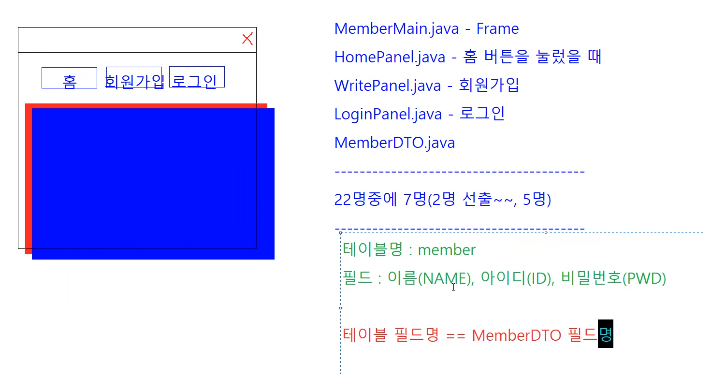 X
홈 회원가입 로그인
MemberMain.java - Frame
HomePanel.java - 홈 버튼을 눌렀을 때
WritePanel.java - 회원가입
LoginPanel.java - 로그인
MemberDTO.java
---------------------------------------
22명중에 7명(2명 선출~~, 5명)
---------------------------------------
테이블명 : member
필드 : 이름(NAME), 아이디(ID), 비밀번호(PWD)
테이블 필드명 == MemberDTO 필드명